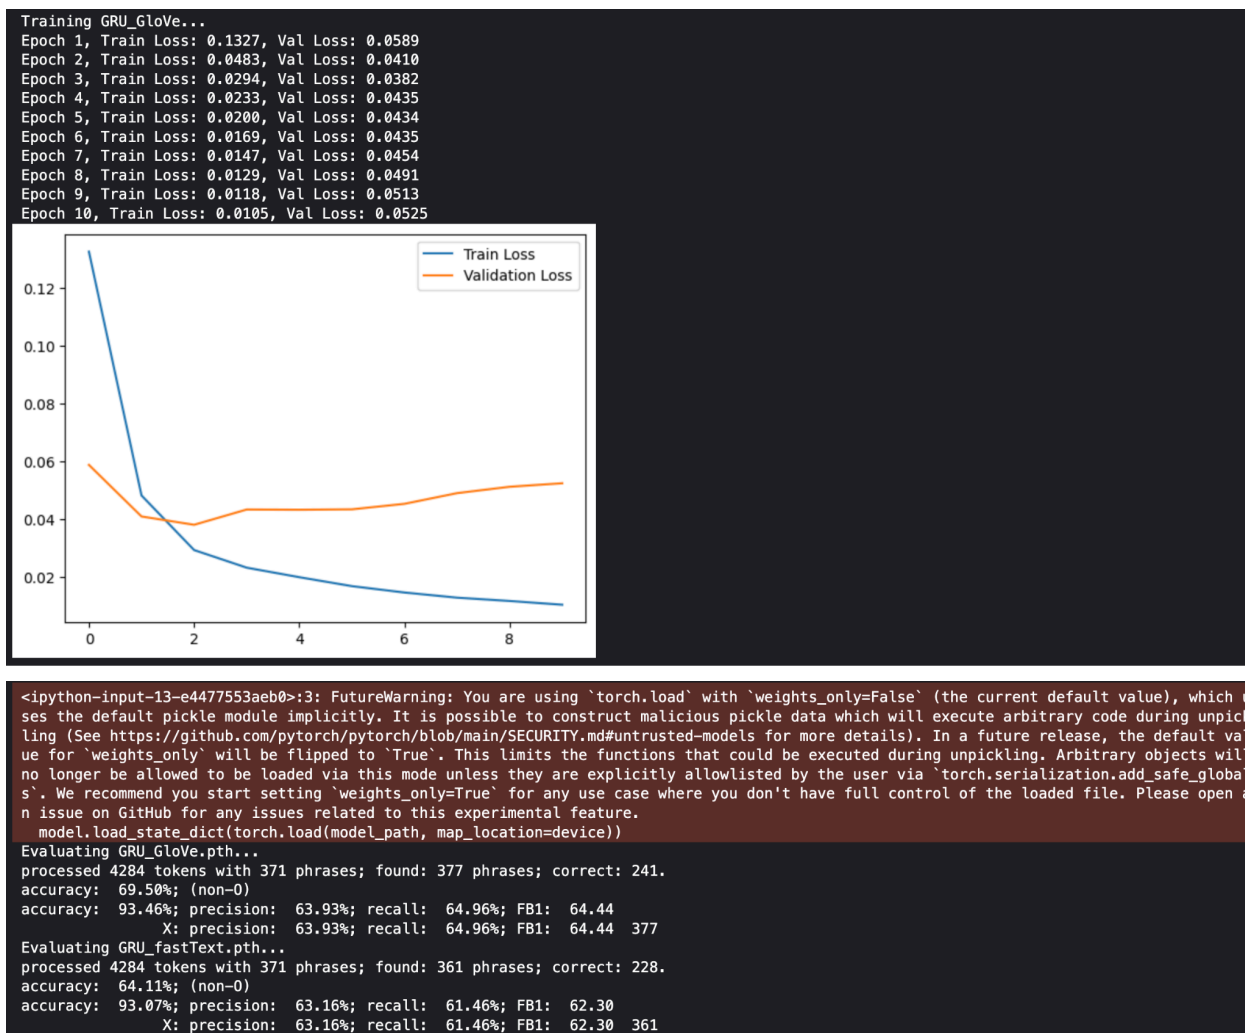 Training GRU_GloVe...
Epoch 1, Train Loss: 0.1327, Val Loss: 0.0589
Epoch 2, Train Loss: 0.0483, Val Loss: 0.0410
Epoch 3, Train Loss: 0.0294, Val Loss: 0.0382
Epoch 4, Train Loss: 0.0233, Val Loss: 0.0435
Epoch 5, Train Loss: 0.0200, Val Loss: 0.0434
Epoch 6, Train Loss: 0.0169, Val Loss: 0.0435
Epoch 7, Train Loss: 0.0147, Val Loss: 0.0454
Epoch 8, Train Loss: 0.0129, Val Loss: 0.0491
Epoch 9, Train Loss: 0.0118, Val Loss: 0.0513
Epoch 10, Train Loss: 0.0105, Val Loss: 0.0525
Train Loss
Validation Loss
0.12
0.10
0.08
0.06
0.04
0.02
0 2 4 6 8
<ipython-input-13-e4477553aeb0>:3: FutureWarning: You are using `torch.load` with `weights_only=False` (the current default value), which u
ses the default pickle module implicitly. It is possible to construct malicious pickle data which will execute arbitrary code during unpick
ling (See https://github.com/pytorch/pytorch/blob/main/SECURITY.md#untrusted-models for more details). In a future release, the default val
ue for `weights_only` will be flipped to `True`. This limits the functions that could be executed during unpickling. Arbitrary objects will
no longer be allowed to be loaded via this mode unless they are explicitly allowlisted by the user via `torch.serialization.add_safe_global
s`. We recommend you start setting `weights_only=True` for any use case where you don't have full control of the loaded file. Please open a
n issue on GitHub for any issues related to this experimental feature.
model.load_state_dict(torch.load(model_path, map_location=device))
Evaluating GRU_GloVe.pth...
processed 4284 tokens with 371 phrases; found: 377 phrases; correct: 241.
accuracy: 69.50%; (non-O)
accuracy: 93.46%; precision: 63.93%; recall: 64.96%; FB1: 64.44
X: precision: 63.93%; recall: 64.96%; FB1: 64.44 377
Evaluating GRU_fastText.pth...
processed 4284 tokens with 371 phrases; found: 361 phrases; correct: 228.
accuracy: 64.11%; (non-O)
accuracy: 93.07%; precision: 63.16%; recall: 61.46%; FB1: 62.30
X: precision: 63.16%; recall: 61.46%; FB1: 62.30 361